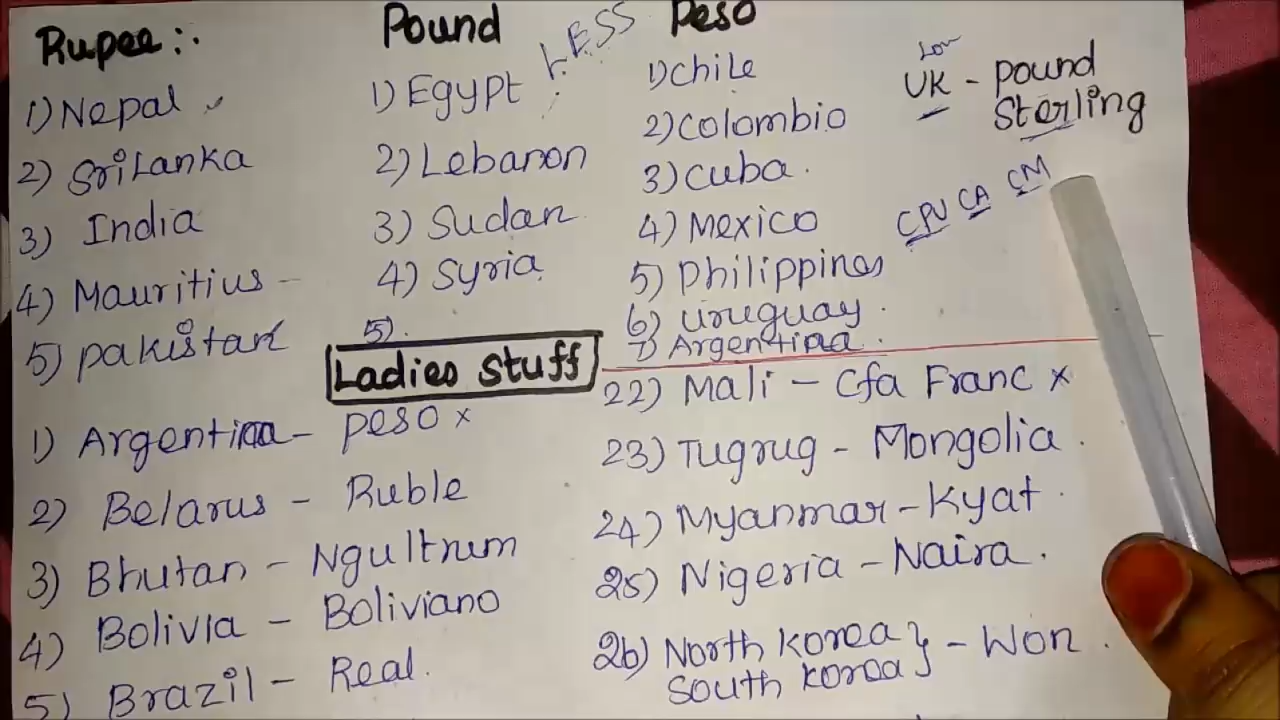 Rupee :.
1) Nepal
2) SriLanka
3) India
4) Mauritius -
5) pakistan
Pound
LESS
1) Egypt
2) Lebanon
3) Sudan
4) Syria
5).
Peso
1) Chile
2) Colombio
3) Cuba.
4) Mexico
5) Philippines
6) Uruguay.
7) Argentina.
UK - pound
Sterling
CPU CA CM
Ladies Stuff
1) Argentina - peso x
2) Belarus - Ruble
3) Bhutan - Ngultrum
4) Bolivia - Boliviano
5) Brazil - Real.
22) Mali - Cfa Franc x
23) Tugrug - Mongolia.
24) Myanmar - Kyat.
25) Nigeria - Naira.
26) North Korea } - Won.
South Korea